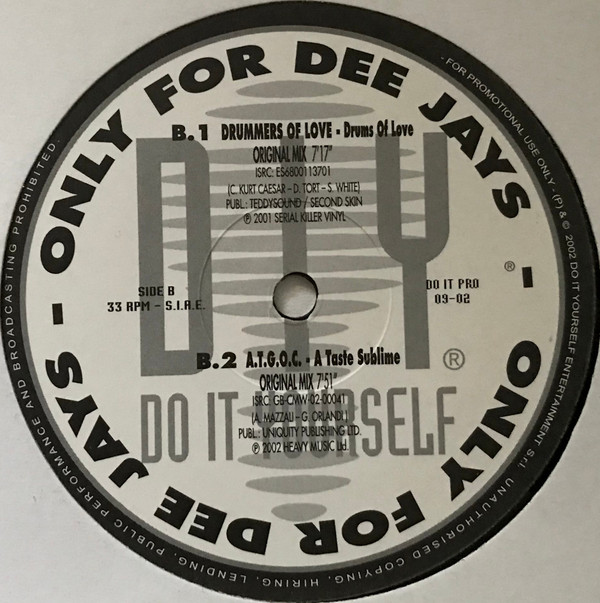 - FOR PROMOTIONAL USE ONLY - (P) & © 2002 DO IT YOURSELF ENTERTAINMENT S.r.l. UNAUTHORISED COPYING, HIRING, LENDING, PUBLIC PERFORMANCE AND BROADCASTING PROHIBITED.
ONLY FOR DEE JAYS - ONLY FOR DEE JAYS -
B.1 DRUMMERS OF LOVE - Drums Of Love
ORIGINAL MIX 7'17"
ISRC: ES6800113701
(C. KURT CAESAR – D. TORT - S. WHITE)
PUBL.: TEDDYSOUND / SECOND SKIN
℗ 2001 SERIAL KILLER VINYL
DIY ®
SIDE B
33 RPM - S.I.A.E.
®
DO IT PRO
09-02
B.2 A.T.G.O.C. - A Taste Sublime
ORIGINAL MIX 7'51"
ISRC: GB-CMW-02-00041
(A. MAZZALI – G. ORLANDI)
PUBL.: UNIQUITY PUBLISHING LTD.
℗ 2002 HEAVY MUSIC Ltd.
DO IT YOURSELF